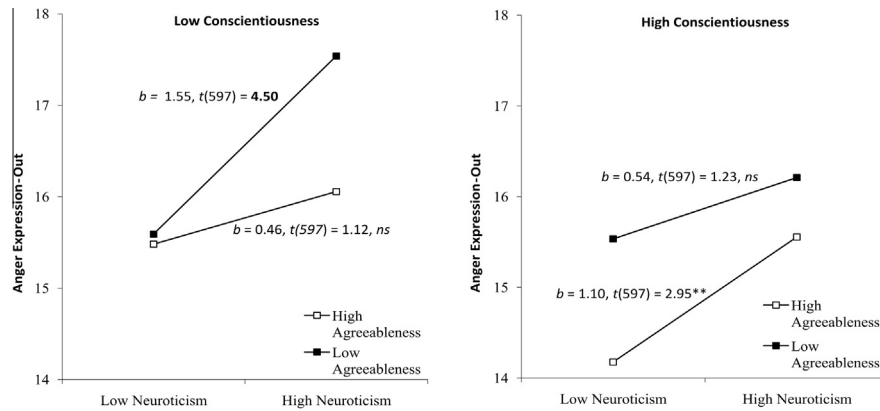 Low Conscientiousness
18
17
16
15
14
Anger Expression-Out
b = 1.55, t(597) = 4.50
b = 0.46, t(597) = 1.12, ns
High
Agreeableness
Low
Agreeableness
Low Neuroticism High Neuroticism
High Conscientiousness
18
17
16
15
14
Anger Expression-Out
b = 0.54, t(597) = 1.23, ns
b = 1.10, t(597) = 2.95**
High
Agreeableness
Low
Agreeableness
Low Neuroticism High Neuroticism